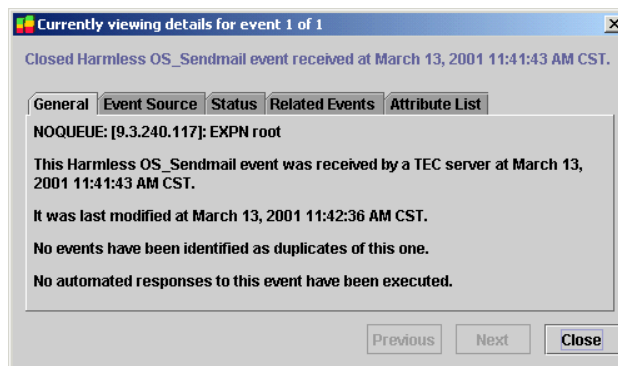 Currently viewing details for event 1 of 1
Closed Harmless OS_Sendmail event received at March 13, 2001 11:41:43 AM CST.
General Event Source Status Related Events Attribute List
NOQUEUE: [9.3.240.117]: EXPN root
This Harmless OS_Sendmail event was received by a TEC server at March 13,
2001 11:41:43 AM CST.
It was last modified at March 13, 2001 11:42:36 AM CST.
No events have been identified as duplicates of this one.
No automated responses to this event have been executed.
Previous Next Close